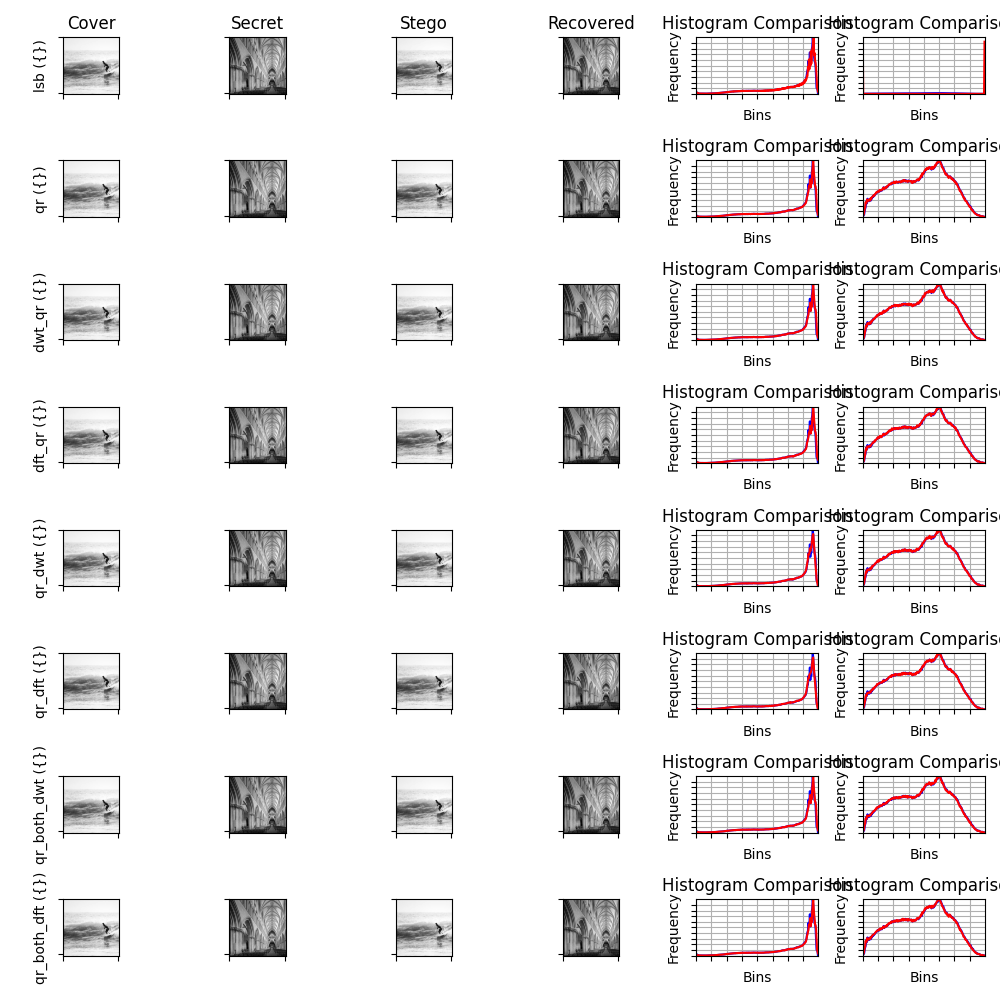 Cover Secret Stego Recovered Histogram Comparison Histogram Compariso
lsb ({}) Frequency Frequency
Bins Bins
Histogram Comparison Histogram Compariso
qr ({}) Frequency Frequency
Bins Bins
Histogram Comparison Histogram Compariso
dwt_qr ({}) Frequency Frequency
Bins Bins
Histogram Comparison Histogram Compariso
dft_qr ({}) Frequency Frequency
Bins Bins
Histogram Comparison Histogram Compariso
qr_dwt ({}) Frequency Frequency
Bins Bins
Histogram Comparison Histogram Compariso
qr_dft ({}) Frequency Frequency
Bins Bins
Histogram Comparison Histogram Compariso
qr_both_dwt ({}) Frequency Frequency
Bins Bins
Histogram Comparison Histogram Compariso
qr_both_dft ({}) Frequency Frequency
Bins Bins